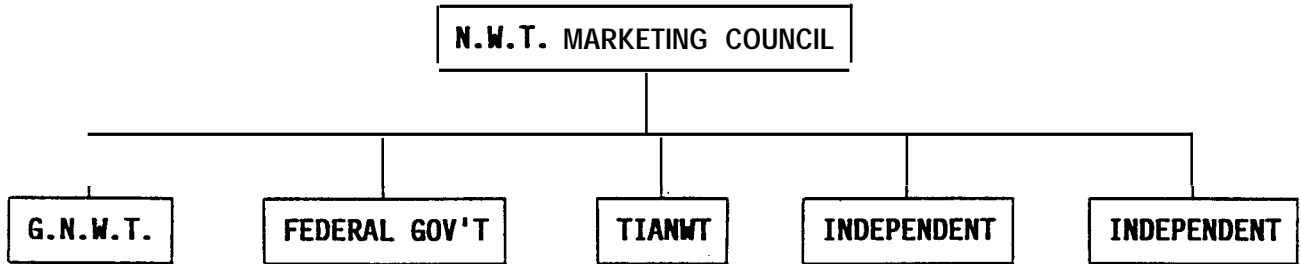 N.W.T. MARKETING COUNCIL
G.N.W.T. FEDERAL GOV'T TIANWT INDEPENDENT INDEPENDENT